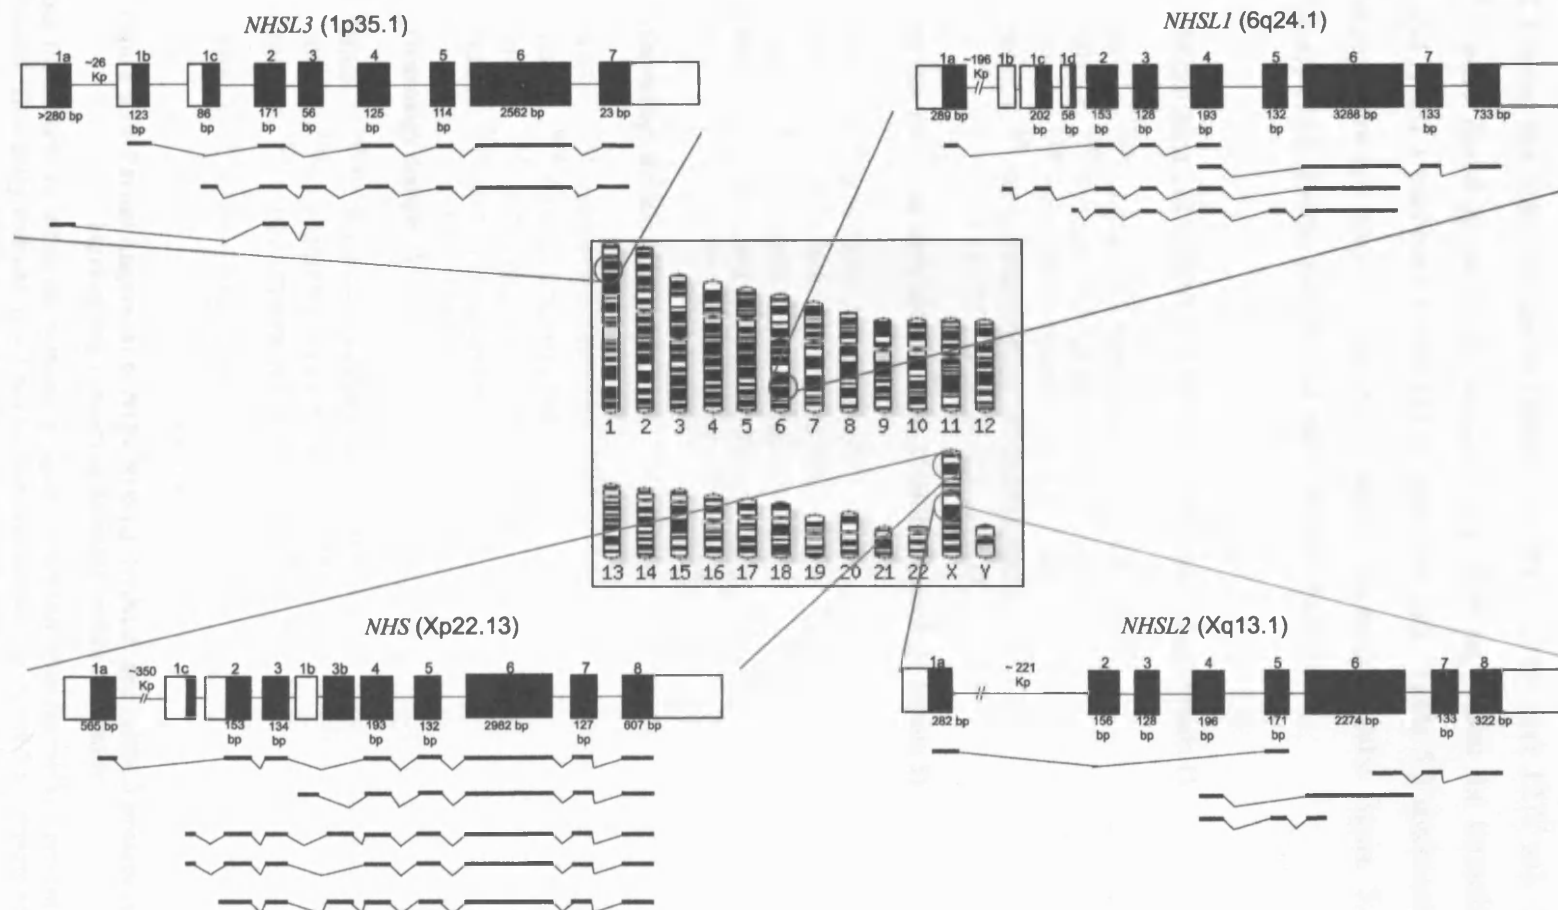 NHSL3 (1p35.1)
1a ~26 Kp 1b 1c 2 3 4 5 6 7
>280 bp 123 bp 86 bp 171 bp 56 bp 125 bp 114 bp 2562 bp 23 bp
NHSL1 (6q24.1)
1a ~196 Kp 1b 1c 1d 2 3 4 5 6 7 8
289 bp 202 bp 58 bp 153 bp 128 bp 193 bp 132 bp 3288 bp 133 bp 733 bp
1 2 3 4 5 6 7 8 9 10 11 12
13 14 15 16 17 18 19 20 21 22 X Y
NHS (Xp22.13)
1a ~350 Kp 1c 2 3 1b 3b 4 5 6 7 8
565 bp 153 bp 134 bp 193 bp 132 bp 2982 bp 127 bp 607 bp
NHSL2 (Xq13.1)
1a ~ 221 Kp 2 3 4 5 6 7 8
282 bp 156 bp 128 bp 196 bp 171 bp 2274 bp 133 bp 322 bp